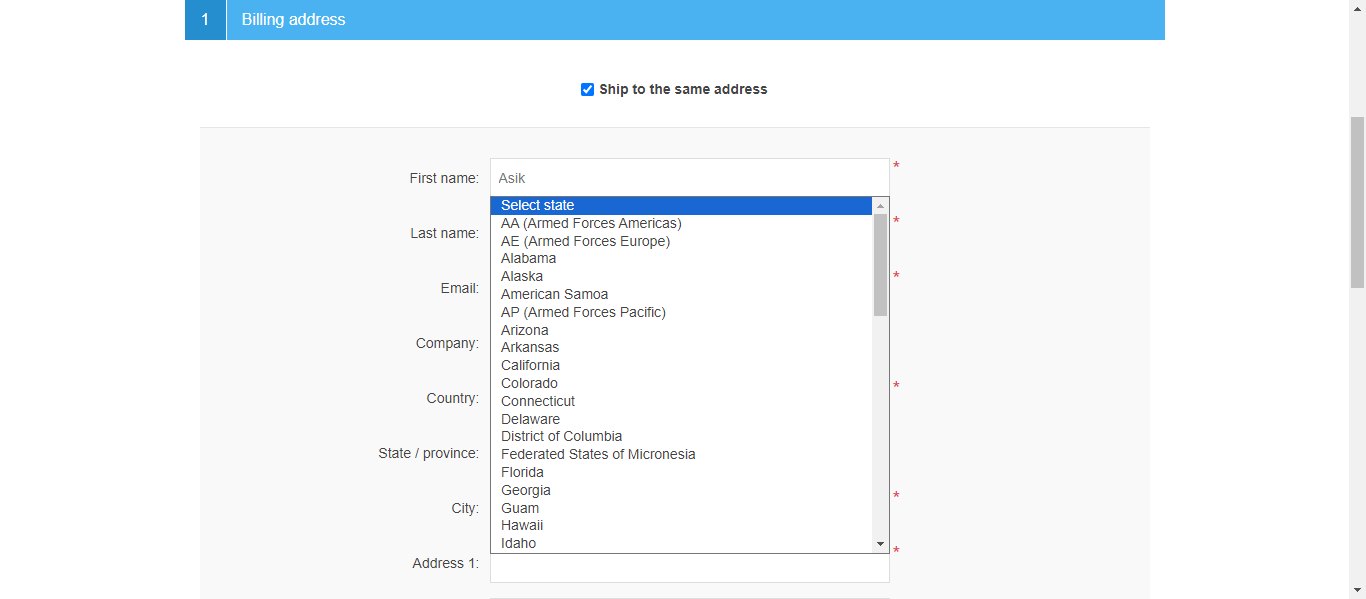 1 Billing address
Ship to the same address
First name: Asik *
Select state
AA (Armed Forces Americas)
*
Last name:
AE (Armed Forces Europe)
Alabama
Alaska
*
Email:
American Samoa
AP (Armed Forces Pacific)
Arizona
Company:
Arkansas
California
Colorado
*
Country:
Connecticut
Delaware
District of Columbia
State / province:
Federated States of Micronesia
Florida
Georgia
*
City:
Guam
Hawaii
Idaho
*
Address 1: